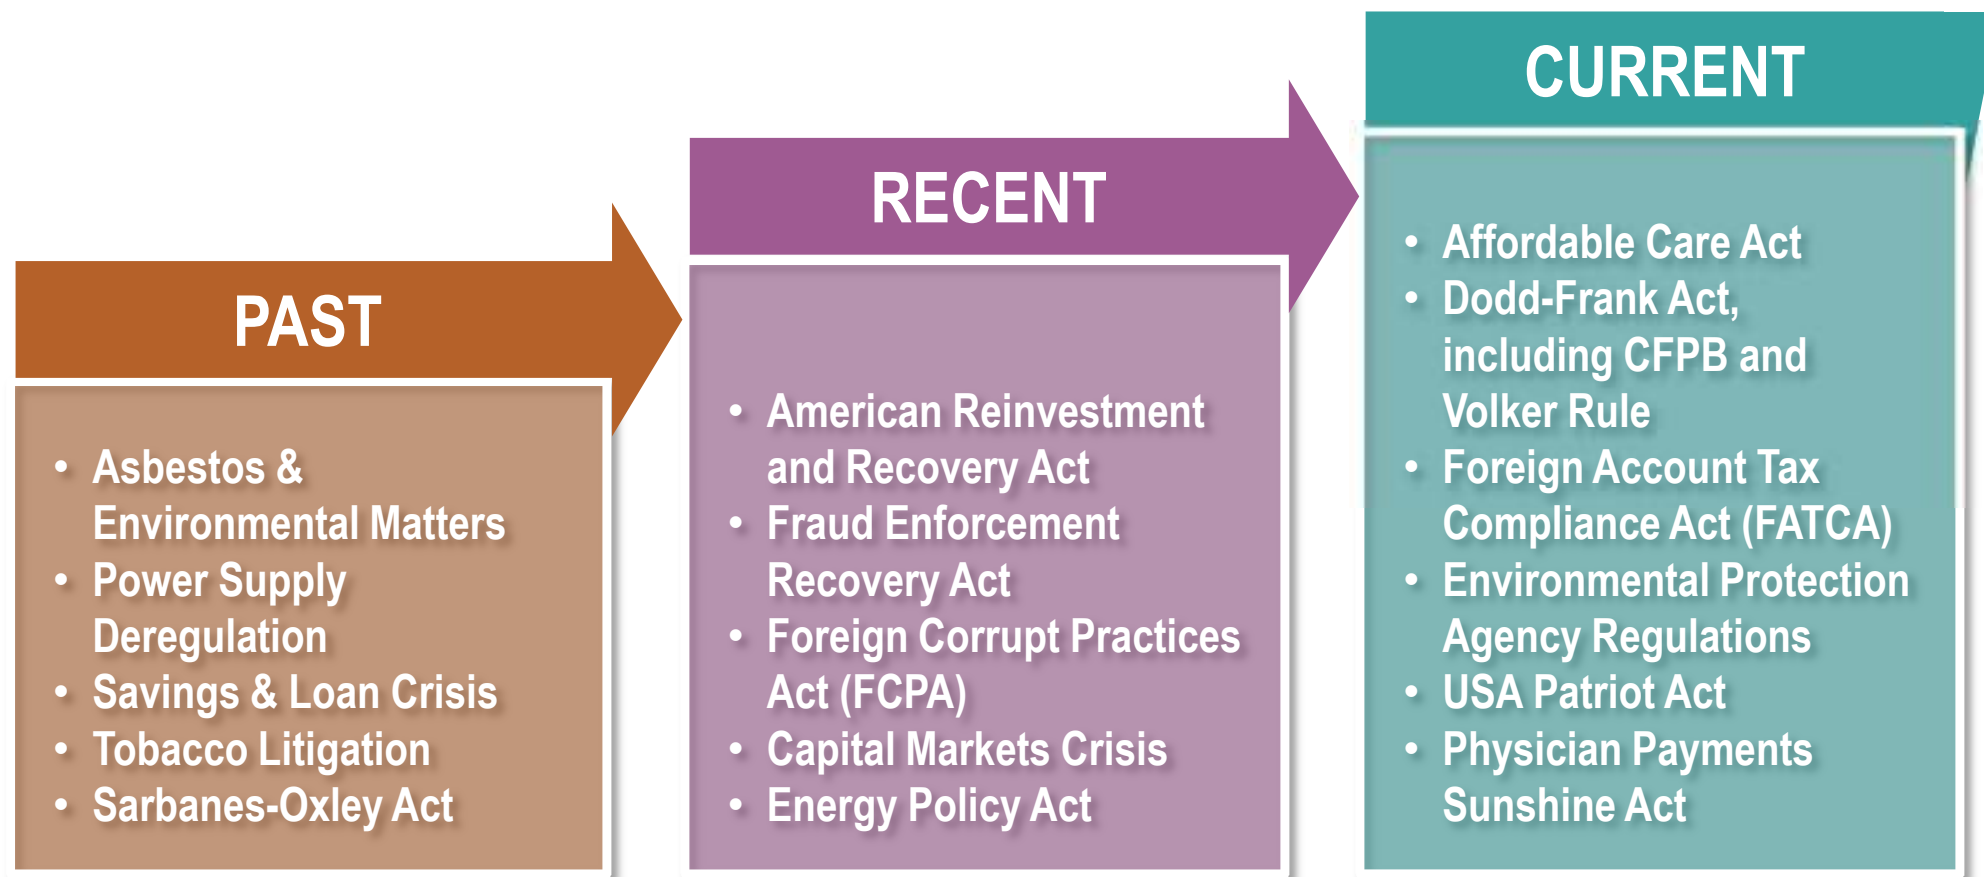 PAST
• Asbestos &
Environmental Matters
• Power Supply
Deregulation
• Savings & Loan Crisis
• Tobacco Litigation
• Sarbanes-Oxley Act
RECENT
• American Reinvestment
and Recovery Act
• Fraud Enforcement
Recovery Act
• Foreign Corrupt Practices
Act (FCPA)
• Capital Markets Crisis
• Energy Policy Act
CURRENT
• Affordable Care Act
• Dodd-Frank Act,
including CFPB and
Volker Rule
• Foreign Account Tax
Compliance Act (FATCA)
• Environmental Protection
Agency Regulations
• USA Patriot Act
• Physician Payments
Sunshine Act